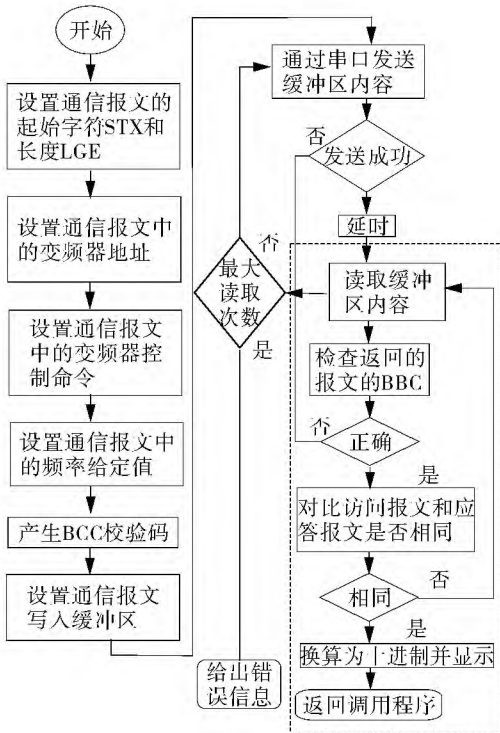 开始
设置通信报文的
起始字符STX和
长度LGE
设置通信报文中
的变频器地址
设置通信报文
中的变频器控
制命令
设置通信报文中
的频率给定值
产生BCC校验码
设置通信报文
写入缓冲区
通过串口发送
缓冲区内容
否
发送成功
延时
否
最大
读取
次数
是
读取缓冲
区内容
检查返回的
报文的BBC
否
正确
是
对比访问报文和应
答报文是否相同
否
相同
是
换算为十进制并显示
返回调用程序
给出错
误信息